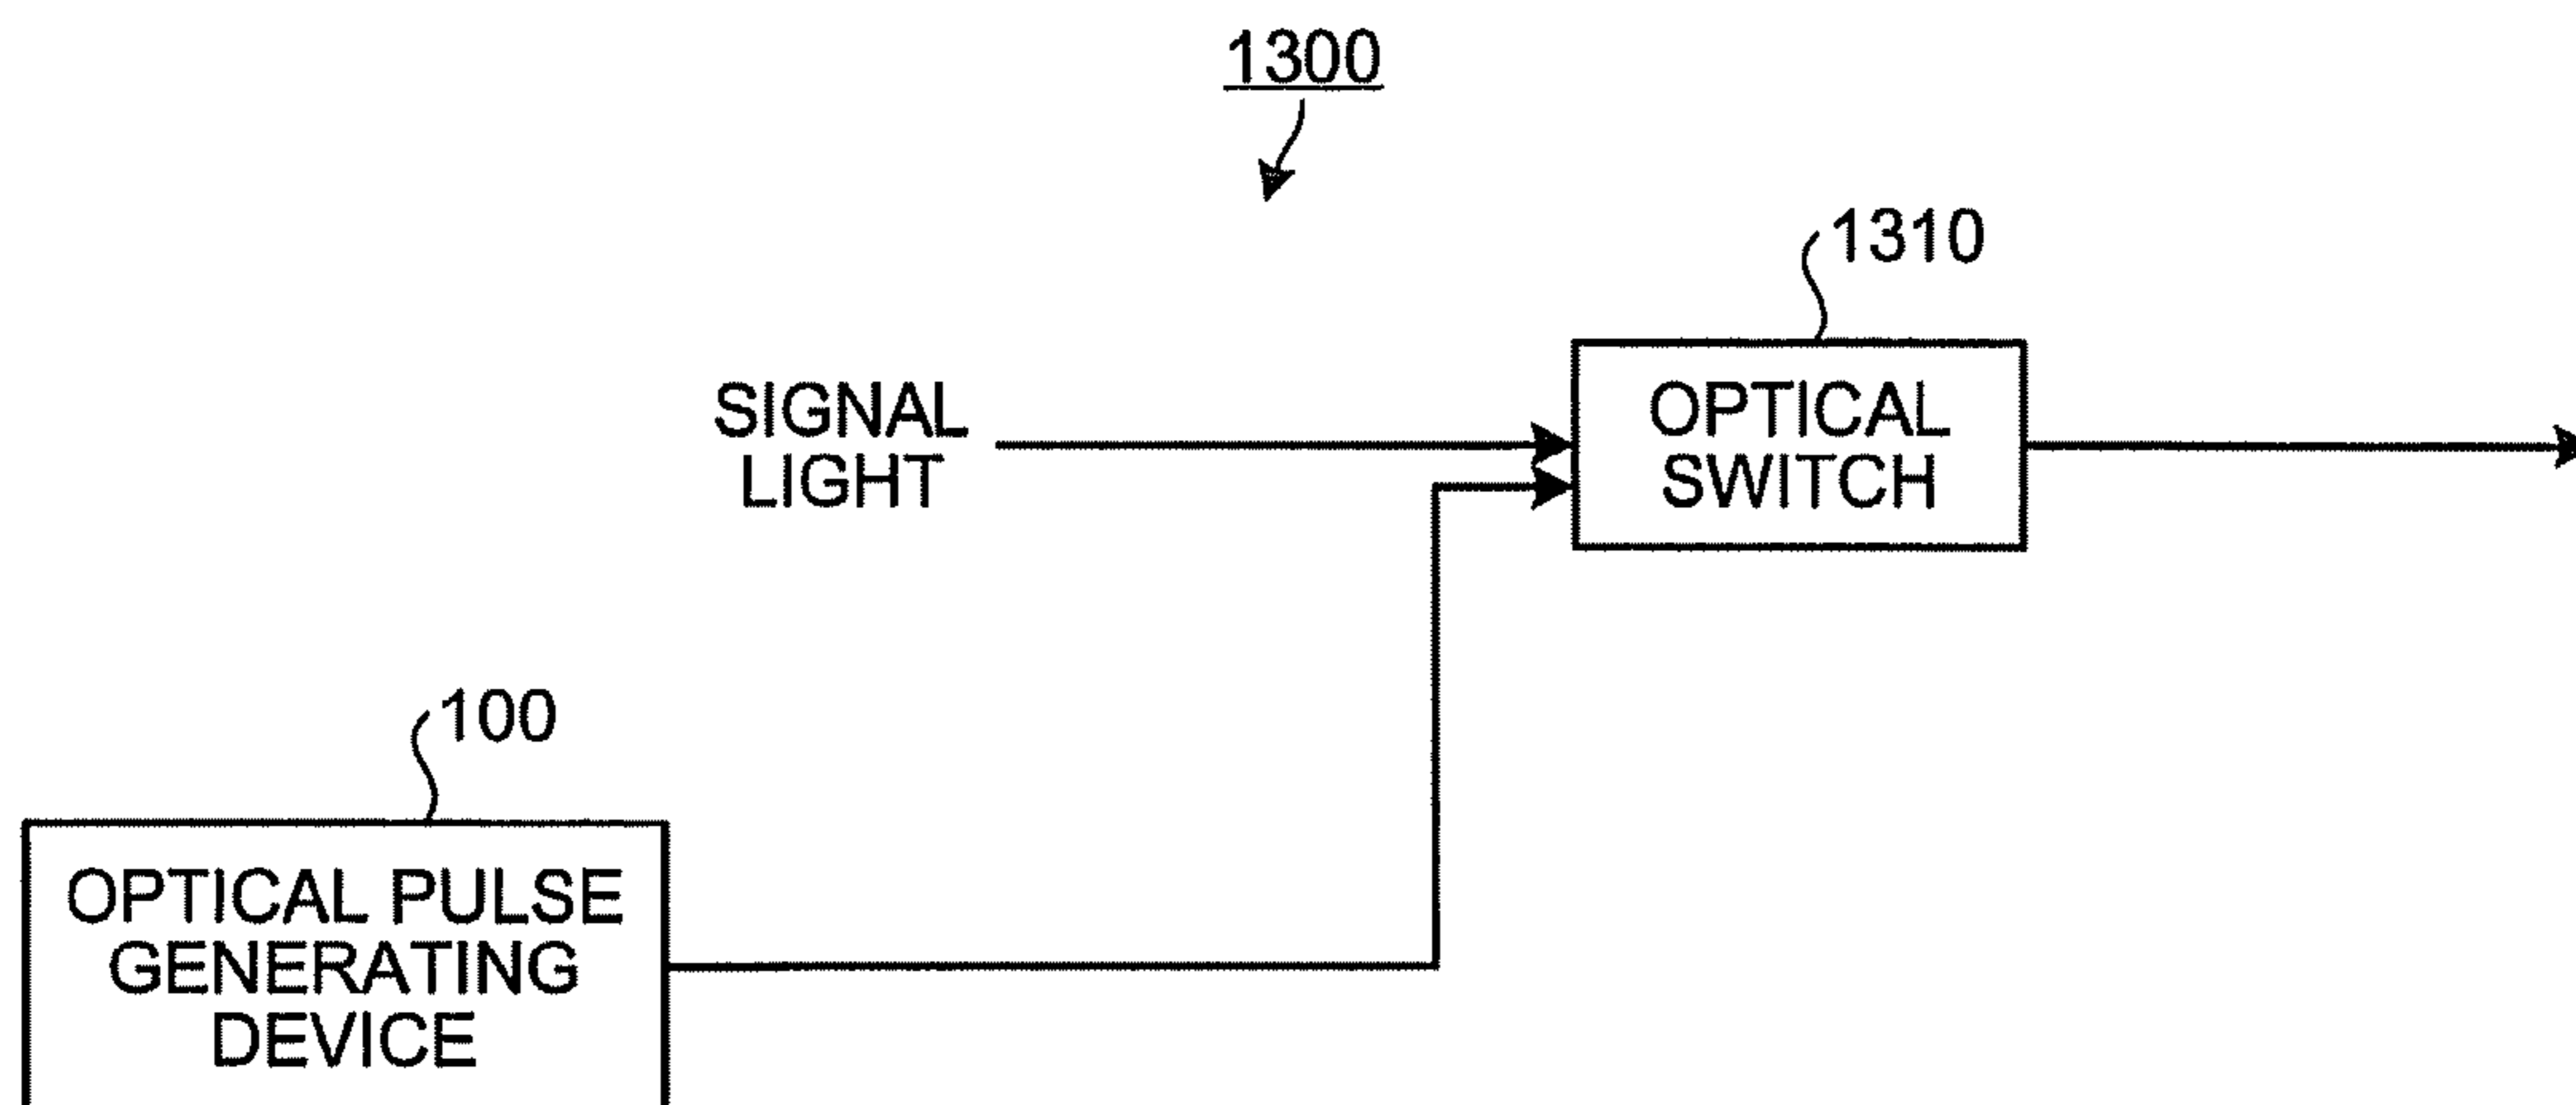 1300
1310
SIGNAL
LIGHT
OPTICAL
SWITCH
100
OPTICAL PULSE
GENERATING
DEVICE